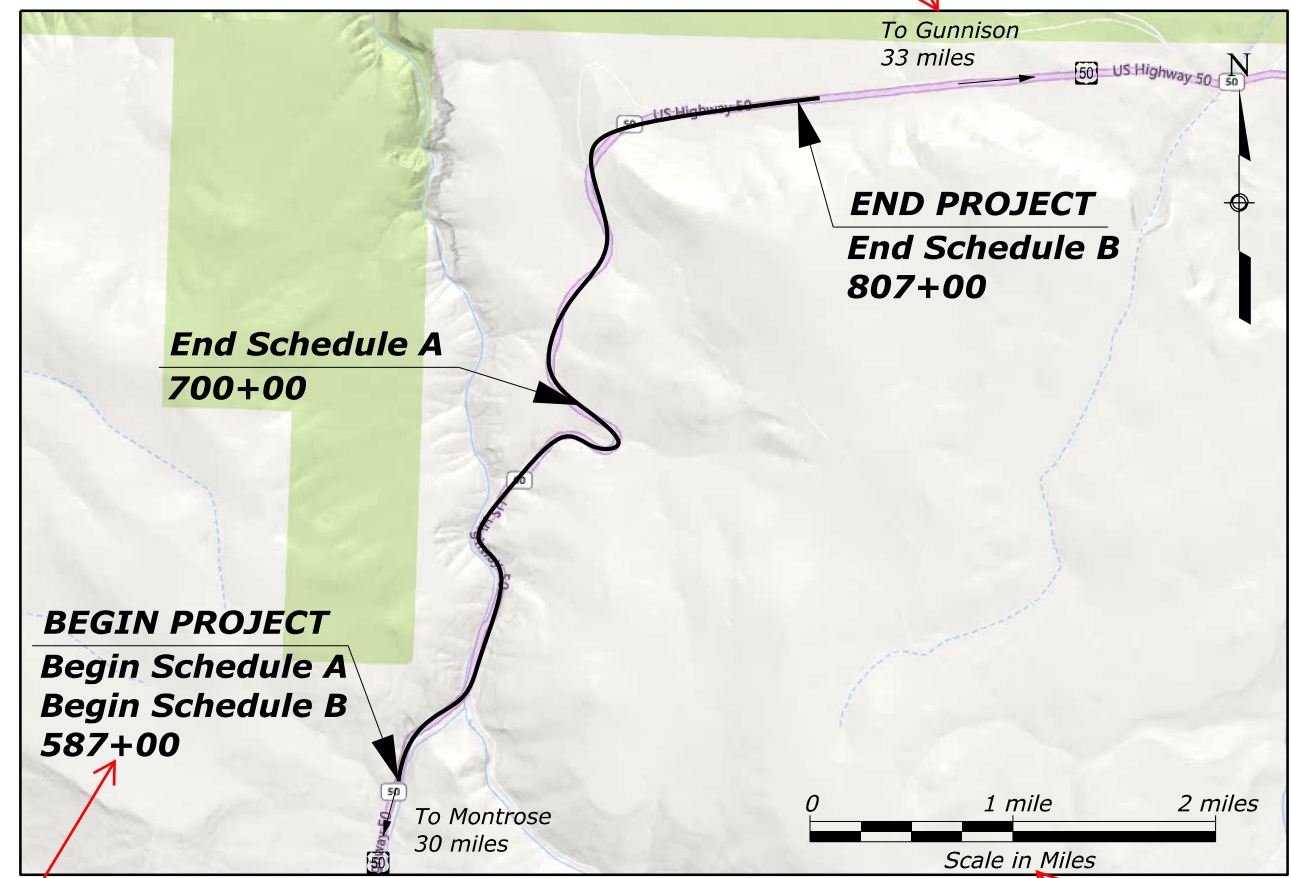 To Gunnison
33 miles
N
50
US Highway 50
50
US Highway 50
50
END PROJECT
End Schedule B
807+00
End Schedule A
700+00
BEGIN PROJECT
Begin Schedule A
Begin Schedule B
587+00
50
To Montrose
30 miles
50
0 1 mile 2 miles
Scale in Miles